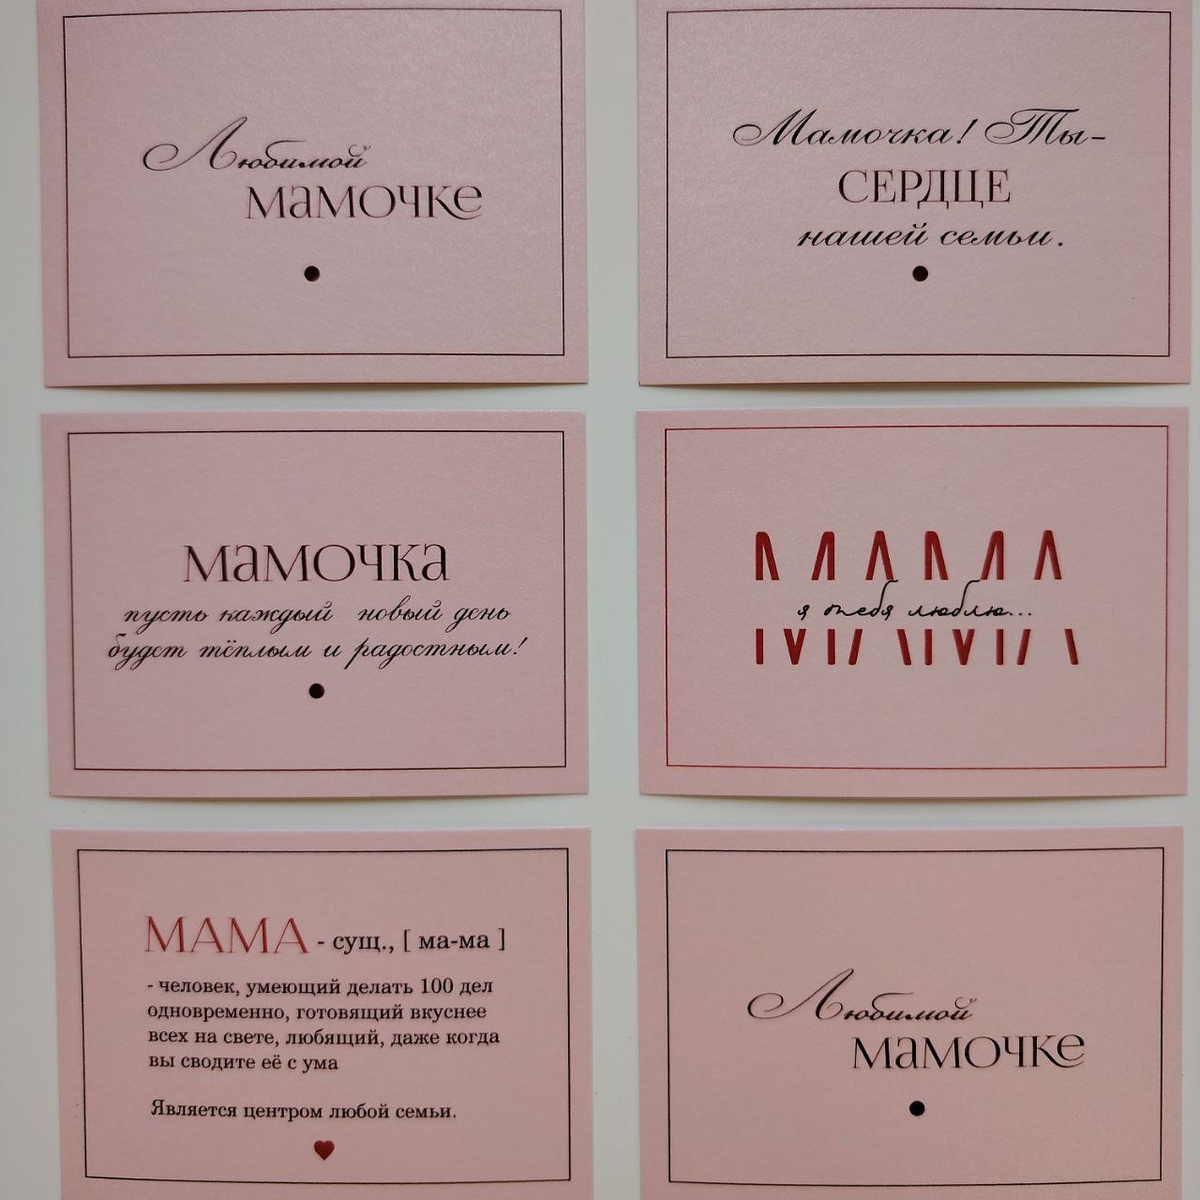 Любимой
мамочке
Мамочка! Ты-
СЕРДЦЕ
нашей семьи.
мамочка
пусть каждый новый день
будет тёплым и радостным!
МАМА
я тебя люблю...
МАМА - сущ., [ ма-ма ]
- человек, умеющий делать 100 дел
одновременно, готовящий вкуснее
всех на свете, любящий, даже когда
вы сводите её с ума
Является центром любой семьи.
Любимой
мамочке